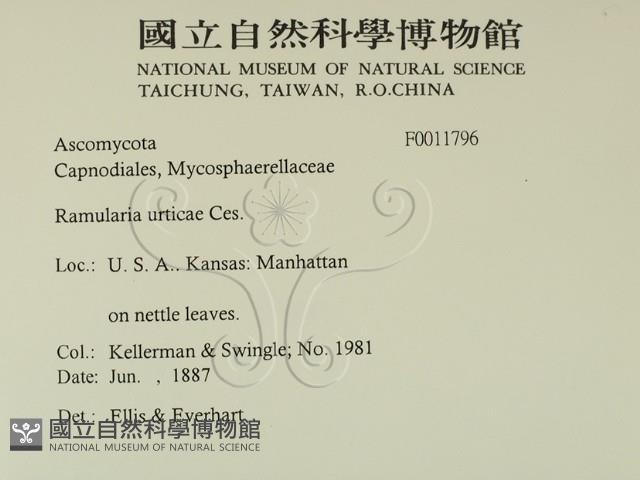 國立自然科學博物館
NATIONAL MUSEUM OF NATURAL SCIENCE
TAICHUNG, TAIWAN, R.O.CHINA
Ascomycota F0011796
Capnodiales, Mycosphaerellaceae
Ramularia urticae Ces.
Loc.: U. S. A.. Kansas: Manhattan
on nettle leaves.
Col.: Kellerman & Swingle; No. 1981
Date: Jun. , 1887
Det.: Ellis & Everhart
國立自然科學博物館
NATIONAL MUSEUM OF NATURAL SCIENCE